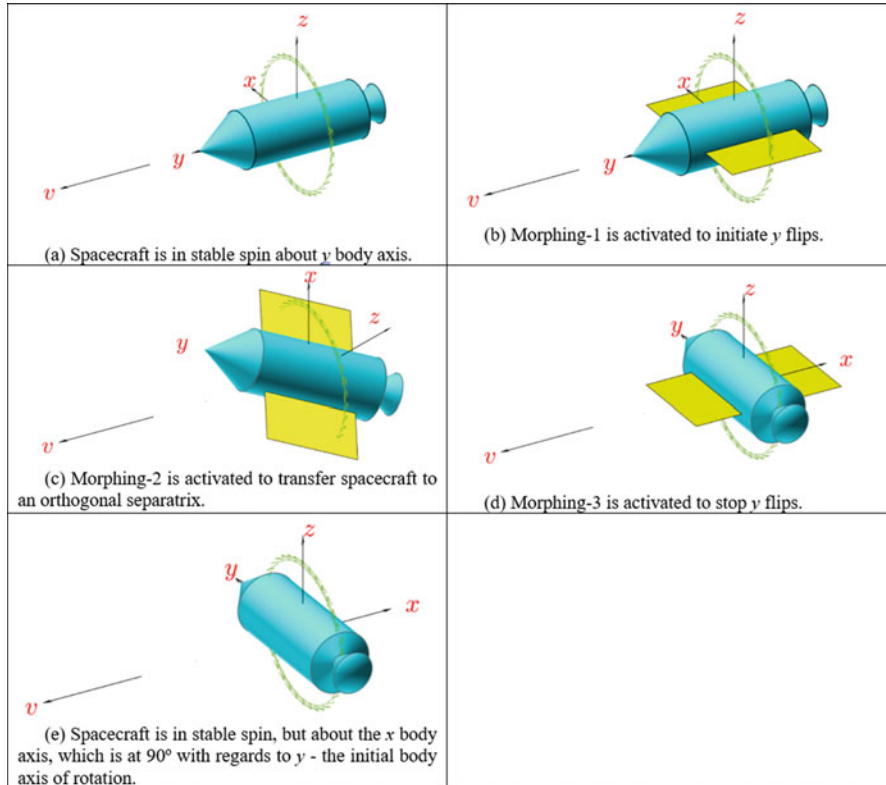 z
x
y
v
(a) Spacecraft is in stable spin about y body axis.
z
x
y
v
(b) Morphing-1 is activated to initiate y flips.
x
z
y
v
(c) Morphing-2 is activated to transfer spacecraft to
an orthogonal separatrix.
z
y
x
v
(d) Morphing-3 is activated to stop y flips.
z
y
x
v
(e) Spacecraft is in stable spin, but about the x body
axis, which is at 90º with regards to y - the initial body
axis of rotation.